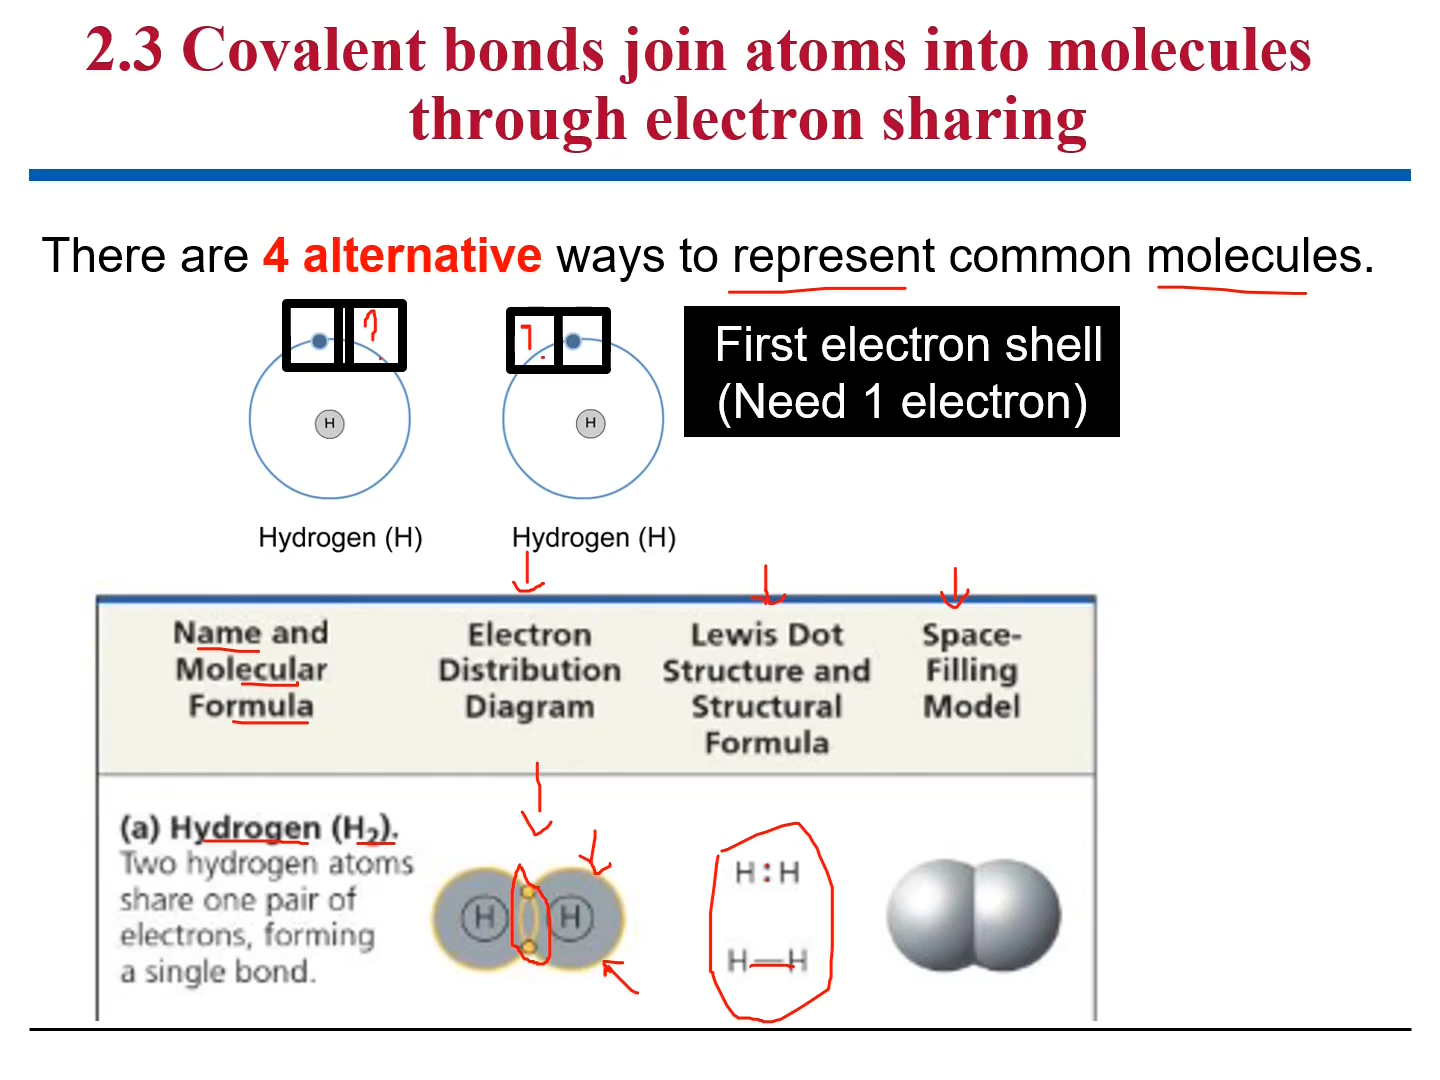 2.3 Covalent bonds join atoms into molecules
through electron sharing
There are 4 alternative ways to represent common molecules.
?
?
First electron shell
(Need 1 electron)
H
H
Hydrogen (H)
Hydrogen (H)
Name and
Molecular
Formula
Electron
Distribution
Diagram
Lewis Dot
Structure and
Structural
Formula
Space-
Filling
Model
(a) Hydrogen (H₂).
Two hydrogen atoms
share one pair of
electrons, forming
a single bond.
H
H
H:H
H—H